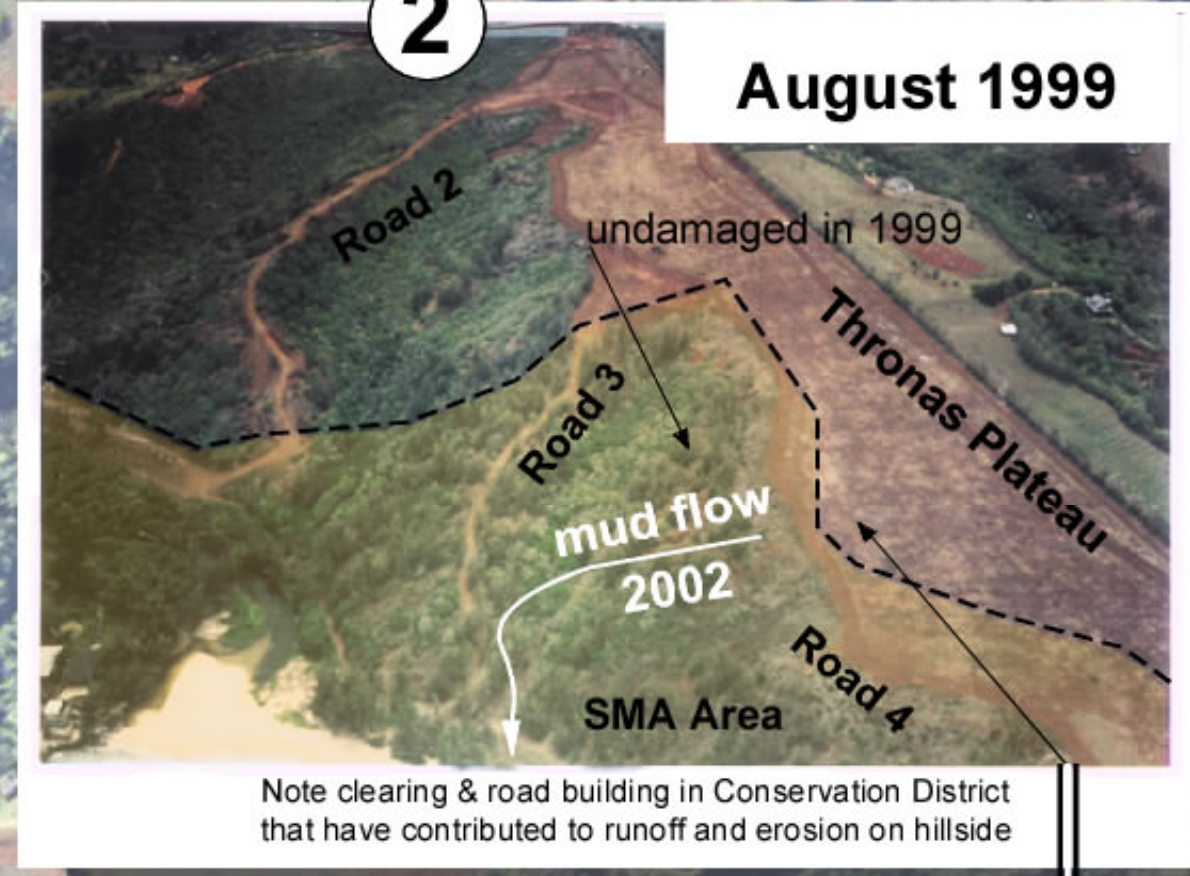 2
August 1999
Road 2
undamaged in 1999
Thronas Plateau
Road 3
mud flow
2002
Road 4
SMA Area
Note clearing & road building in Conservation District
that have contributed to runoff and erosion on hillside